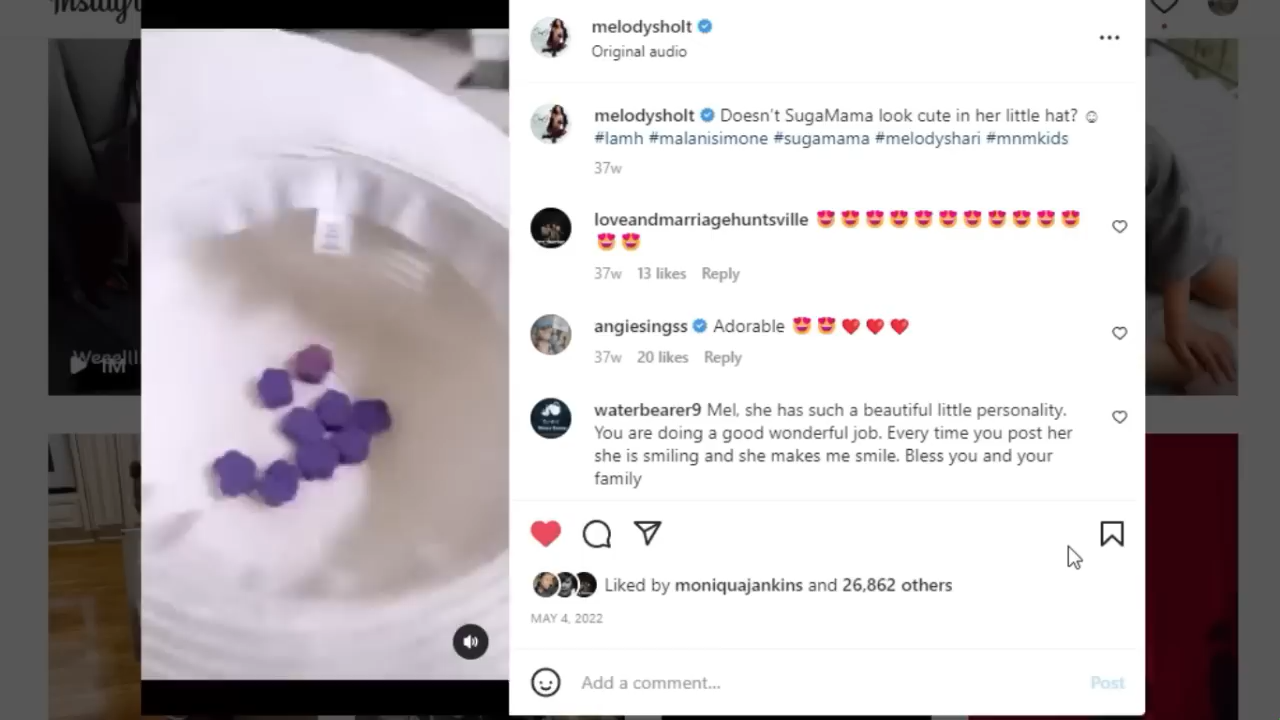 Instagr
melodysholt
Original audio
melodysholt Doesn't SugaMama look cute in her little hat? ☺
#lamh #malanisimone #sugamama #melodyshari #mnmkids
37w
loveandmarriagehuntsville 😍😍😍😍😍😍😍😍😍😍😍
😍😍
37w 13 likes Reply
angiesingss Adorable 😍😍❤️❤️❤️
37w 20 likes Reply
waterbearer9 Mel, she has such a beautiful little personality.
You are doing a good wonderful job. Every time you post her
she is smiling and she makes me smile. Bless you and your
family
Liked by moniquajankins and 26,862 others
MAY 4, 2022
Add a comment...
Post
1M